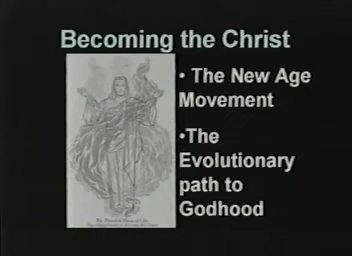 Becoming the Christ
• The New Age
Movement
•The
Evolutionary
path to
Godhood